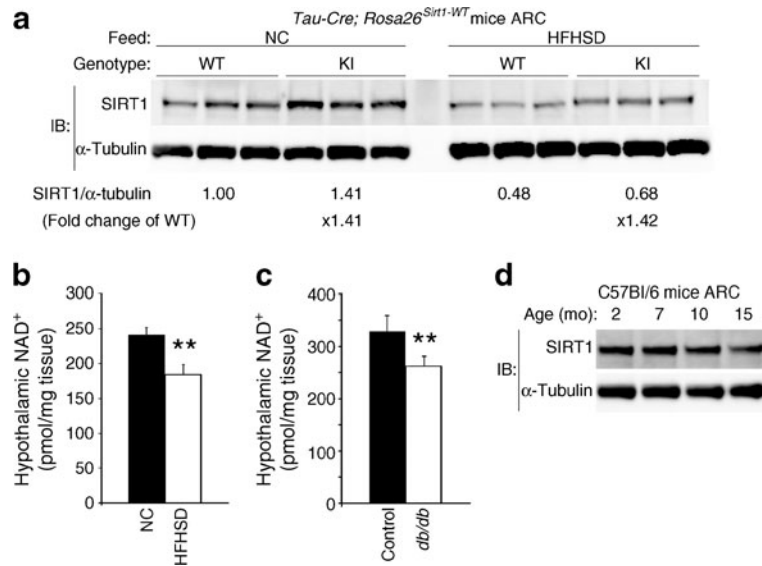 a
Tau-Cre; Rosa26^Sirt1-WT mice ARC
Feed: NC HFHSD
Genotype: WT KI WT KI
IB:
SIRT1
α-Tubulin
SIRT1/α-tubulin 1.00 1.41 0.48 0.68
(Fold change of WT) x1.41 x1.42
b
Hypothalamic NAD+
(pmol/mg tissue)
300
250
200
150
100
50
0
**
NC
HFHSD
c
Hypothalamic NAD+
(pmol/mg tissue)
400
300
200
100
0
**
Control
db/db
d
C57Bl/6 mice ARC
Age (mo): 2 7 10 15
IB:
SIRT1
α-Tubulin